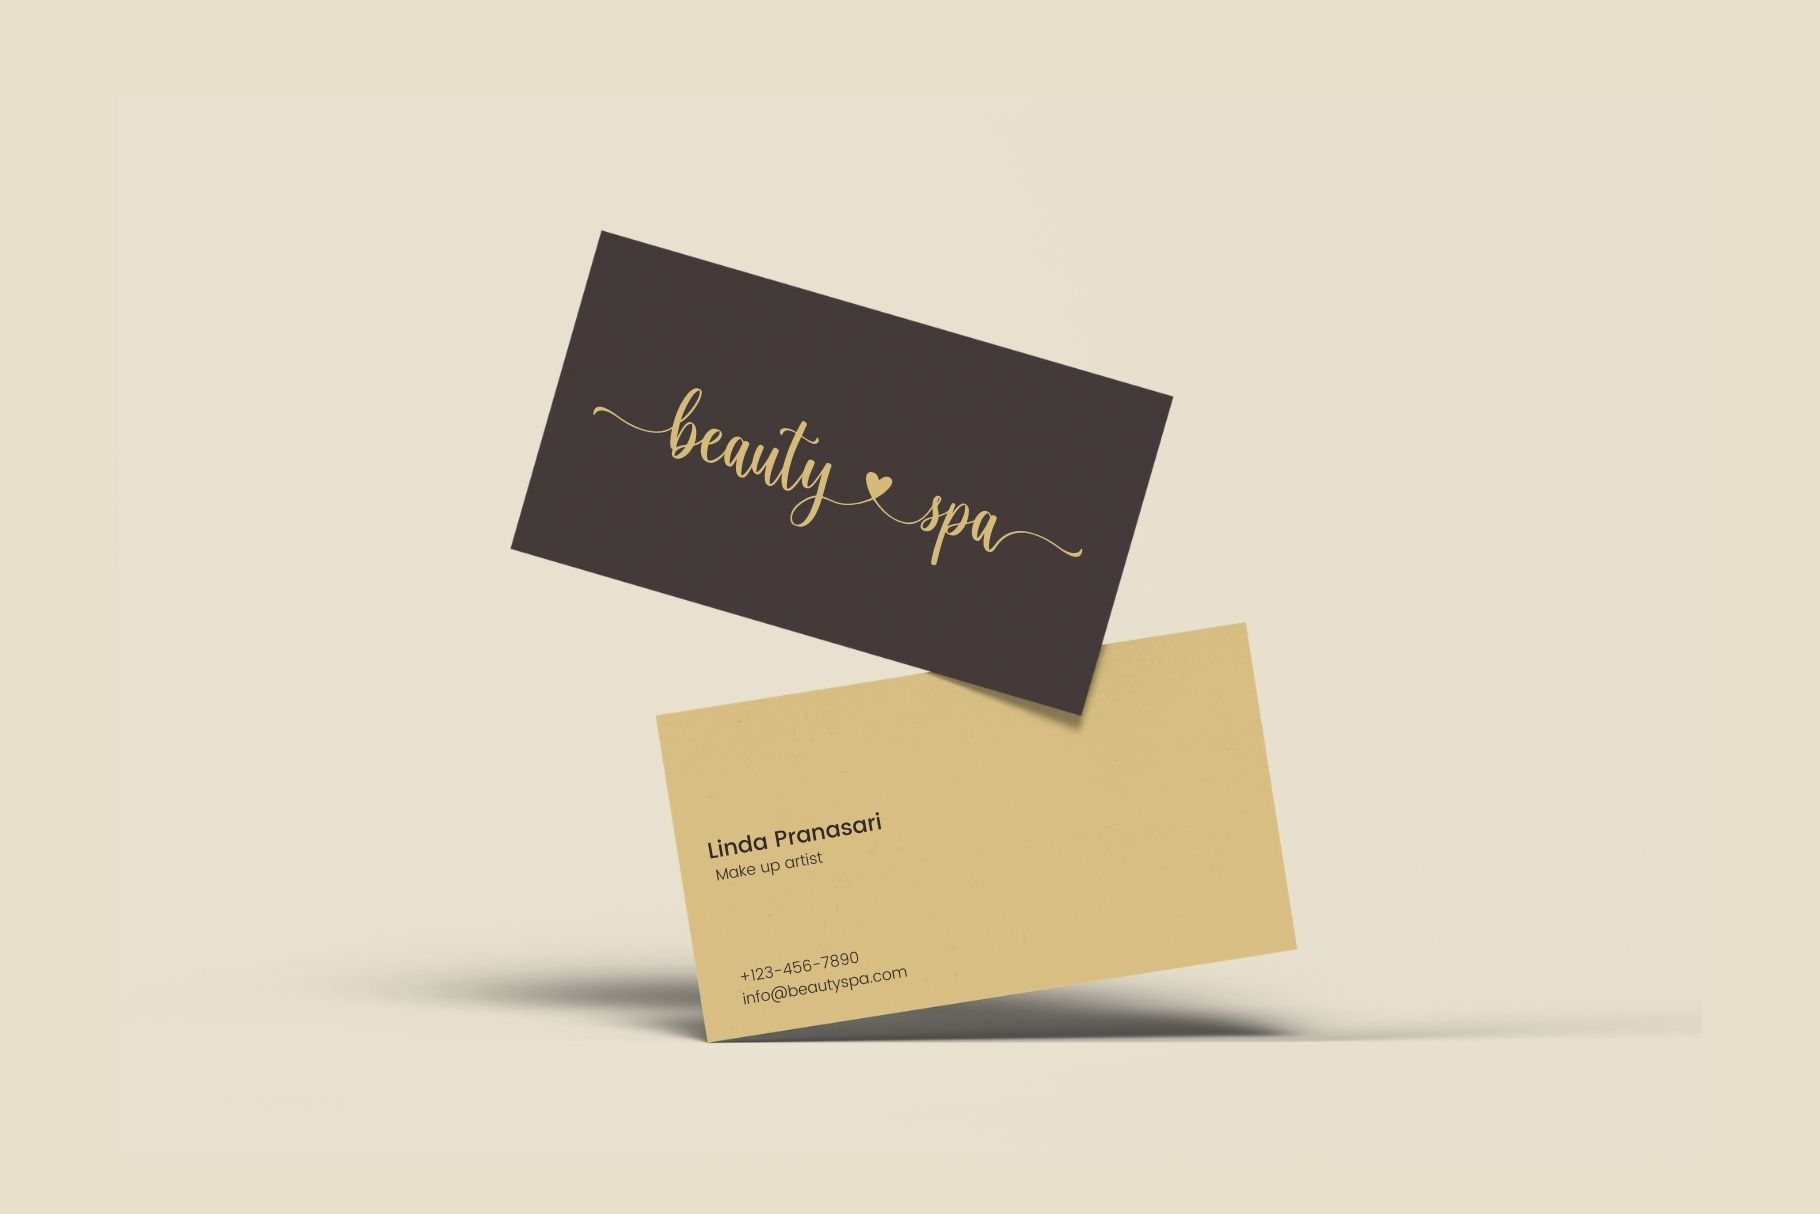 beauty spa
Linda Pranasari
Make up artist
+123-456-7890
info@beautyspa.com